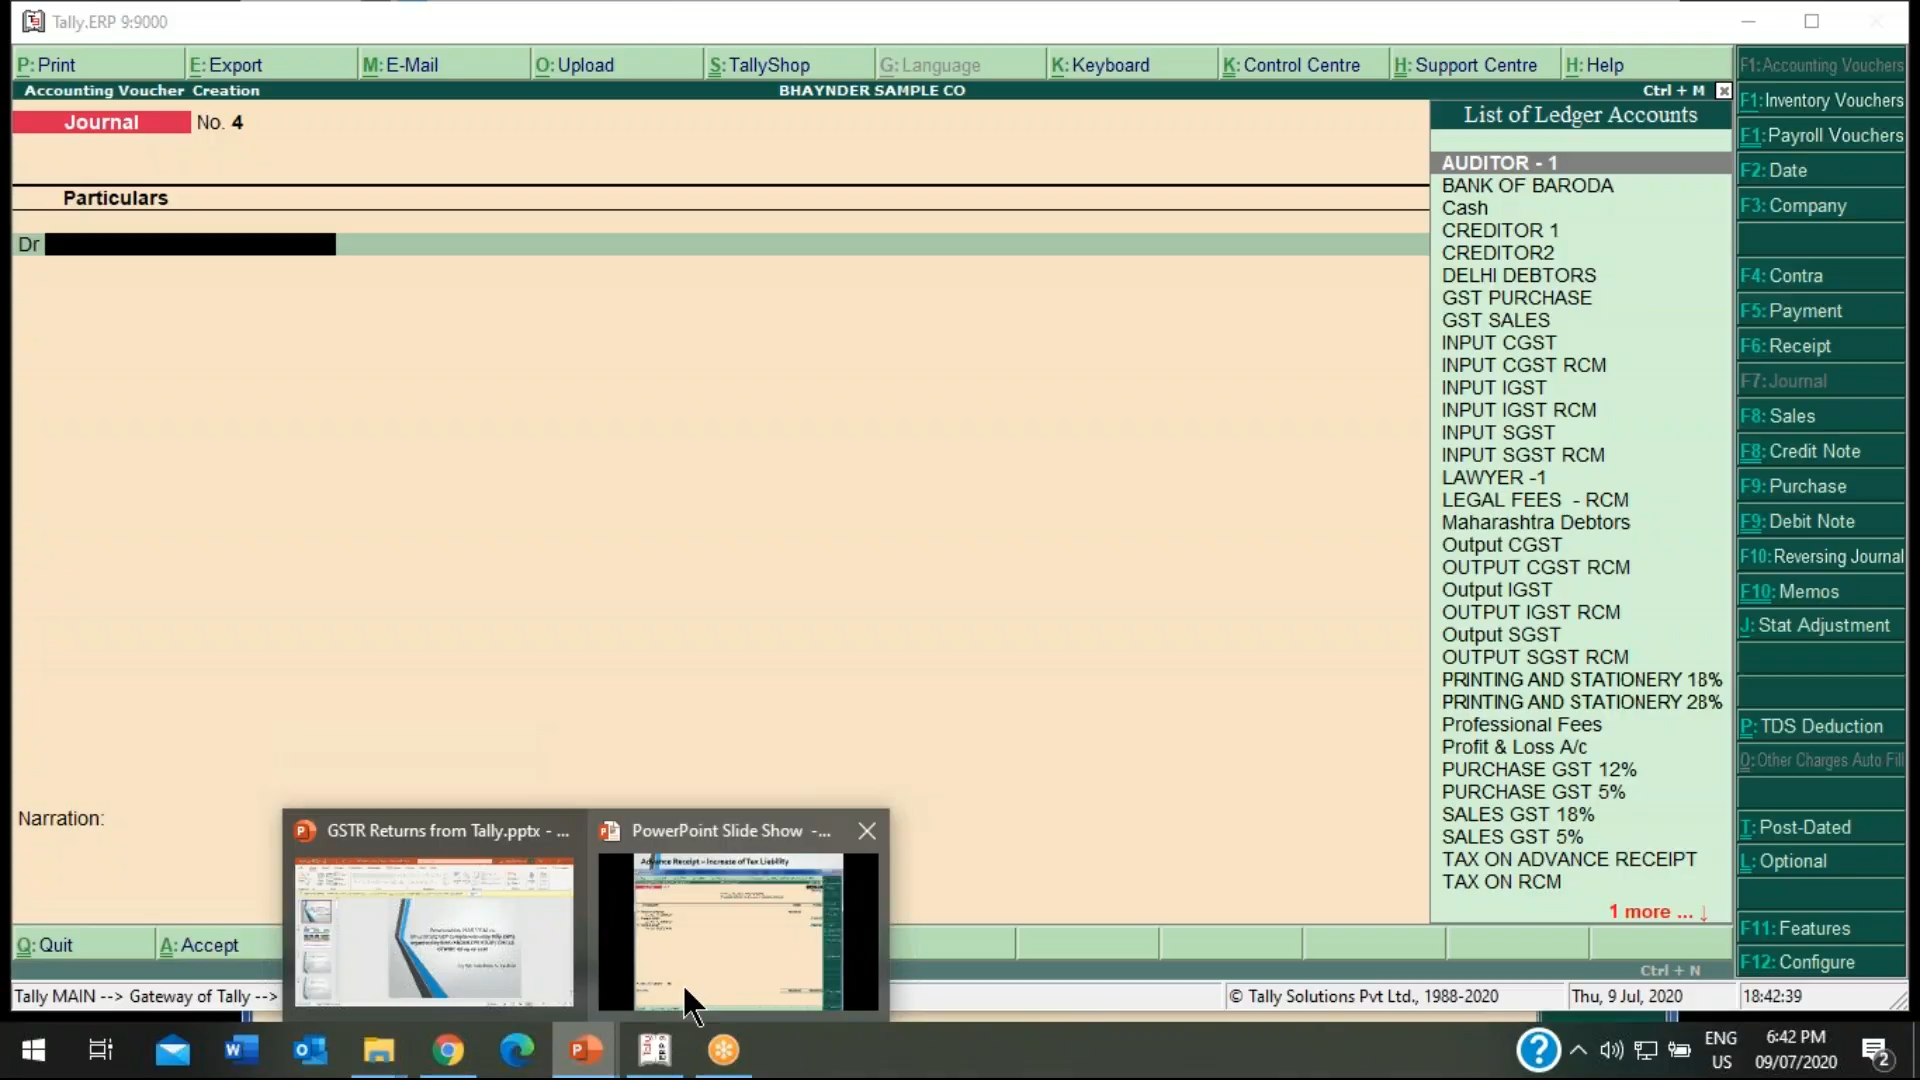 Tally.ERP 9:9000
P: Print
E: Export
M: E-Mail
O: Upload
S: TallyShop
G: Language
K: Keyboard
K: Control Centre
H: Support Centre
H: Help
F1: Accounting Vouchers
Accounting Voucher Creation
BHAYNDER SAMPLE CO
Ctrl + M
F1: Inventory Vouchers
Journal No. 4
List of Ledger Accounts
F1: Payroll Vouchers
AUDITOR - 1
F2: Date
Particulars
BANK OF BARODA
Cash
F3: Company
CREDITOR 1
Dr
CREDITOR2
DELHI DEBTORS
F4: Contra
GST PURCHASE
F5: Payment
GST SALES
INPUT CGST
F6: Receipt
INPUT CGST RCM
INPUT IGST
F7: Journal
INPUT IGST RCM
F8: Sales
INPUT SGST
INPUT SGST RCM
F8: Credit Note
LAWYER -1
F9: Purchase
LEGAL FEES - RCM
Maharashtra Debtors
F9: Debit Note
Output CGST
F10: Reversing Journal
OUTPUT CGST RCM
Output IGST
F10: Memos
OUTPUT IGST RCM
J: Stat Adjustment
Output SGST
OUTPUT SGST RCM
PRINTING AND STATIONERY 18%
PRINTING AND STATIONERY 28%
Professional Fees
P: TDS Deduction
Profit & Loss A/c
O: Other Charges Auto Fill
PURCHASE GST 12%
PURCHASE GST 5%
SALES GST 18%
T: Post-Dated
SALES GST 5%
TAX ON ADVANCE RECEIPT
L: Optional
TAX ON RCM
1 more ... ↓
Narration:
GSTR Returns from Tally.pptx - ...
PowerPoint Slide Show -...
Advance Receipt – Increase of Tax Liability
F11: Features
Q: Quit
A: Accept
F12: Configure
Ctrl + N
Tally MAIN --> Gateway of Tally -->
© Tally Solutions Pvt Ltd., 1988-2020
Thu, 9 Jul, 2020
18:42:39
ENG
US
6:42 PM
09/07/2020
2